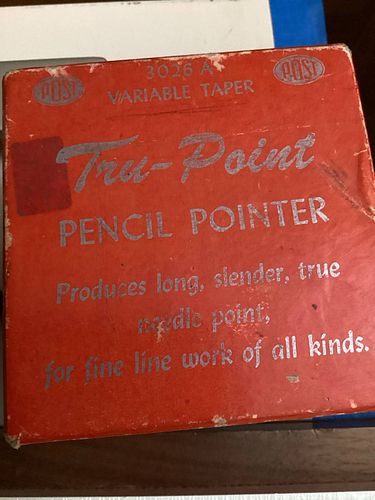 3028 A
POST POST
VARIABLE TAPER
Tru-Point
PENCIL POINTER
Produces long, slender, true
needle point,
for fine line work of all kinds.